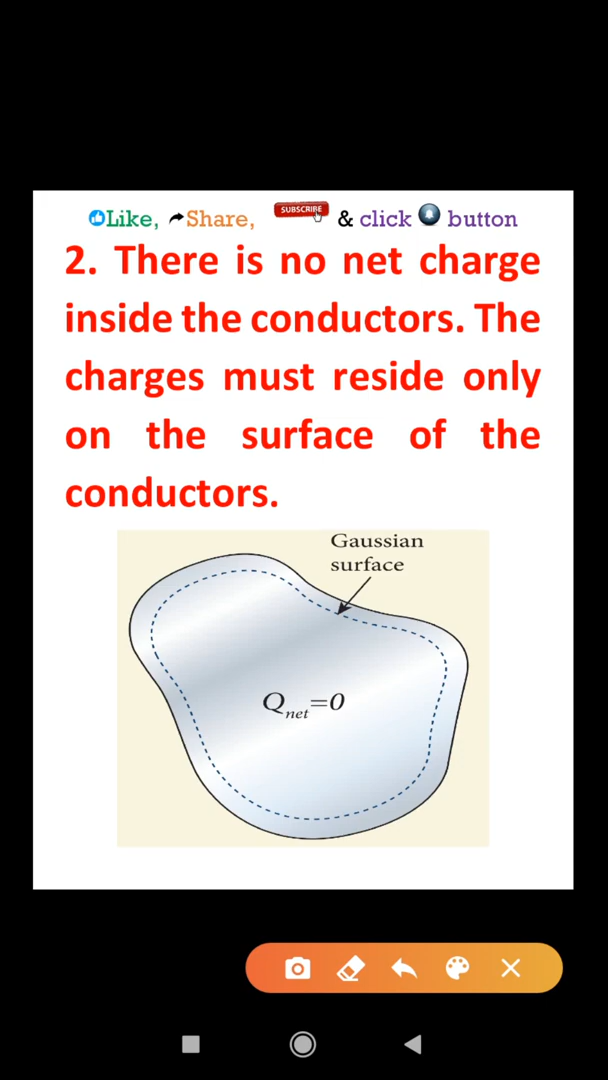 Like, Share, SUBSCRIBE & click button
2. There is no net charge
inside the conductors. The
charges must reside only
on the surface of the
conductors.
Gaussian
surface
Qnet=0